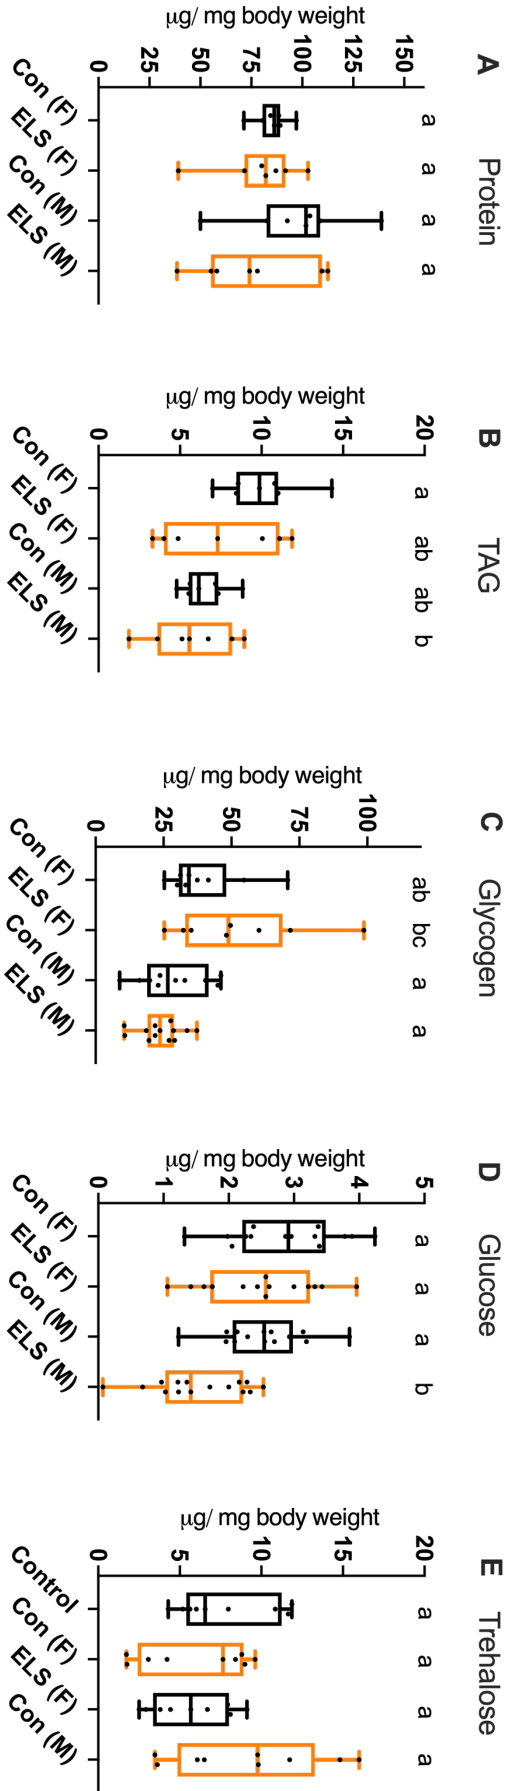 A Protein
μg/ mg body weight
150
125
100
75
50
25
0
a a a a
Con (F)
ELS (F)
Con (M)
ELS (M)
B TAG
μg/ mg body weight
20
15
10
5
0
a ab ab b
Con (F)
ELS (F)
Con (M)
ELS (M)
C Glycogen
μg/ mg body weight
100
75
50
25
0
ab bc a a
Con (F)
ELS (F)
Con (M)
ELS (M)
D Glucose
μg/ mg body weight
5
4
3
2
1
0
a a a b
Con (F)
ELS (F)
Con (M)
ELS (M)
E Trehalose
μg/ mg body weight
20
15
10
5
0
a a a a
Control
Con (F)
ELS (F)
Con (M)